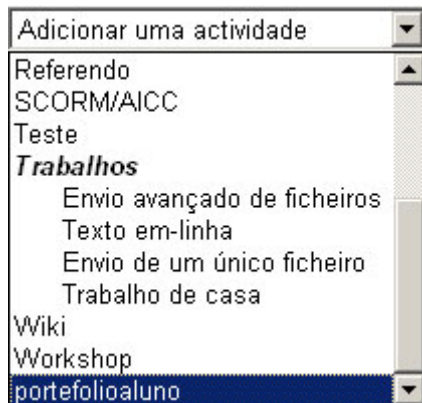 Adicionar uma actividade
Referendo
SCORM/AICC
Teste
Trabalhos
Envio avançado de ficheiros
Texto em-linha
Envio de um único ficheiro
Trabalho de casa
Wiki
Workshop
portefolioaluno